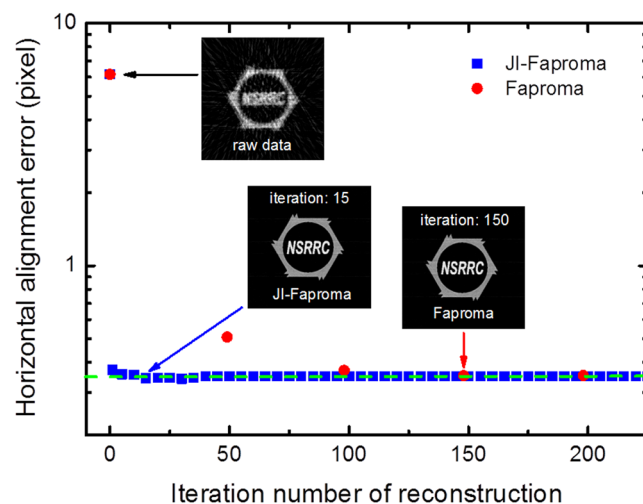 10
1
Horizontal alignment error (pixel)
JI-Faproma
Faproma
NSRRC
raw data
iteration: 15
NSRRC
JI-Faproma
iteration: 150
NSRRC
Faproma
0 50 100 150 200
Iteration number of reconstruction